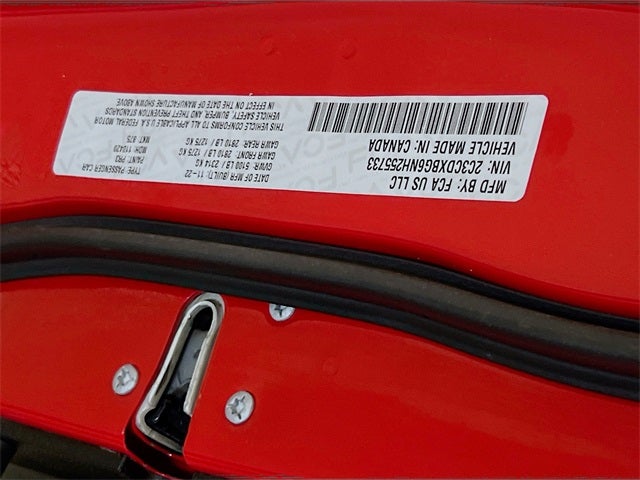 MFD BY: FCA US LLC
VIN: 2C3CDXBG6NH255733
VEHICLE MADE IN: CANADA
DATE OF MFR (BUILT): 11-22
GVWR: 5100 LB / 2314 KG
GAWR FRONT: 2810 LB / 1275 KG
GAWR REAR: 2810 LB / 1275 KG
THIS VEHICLE CONFORMS TO ALL APPLICABLE U.S.A. FEDERAL MOTOR
VEHICLE SAFETY, BUMPER, AND THEFT PREVENTION STANDARDS
IN EFFECT ON THE DATE OF MANUFACTURE SHOWN ABOVE
TYPE: PASSENGER CAR
PAINT: PR3
MDH:
MKT: 875